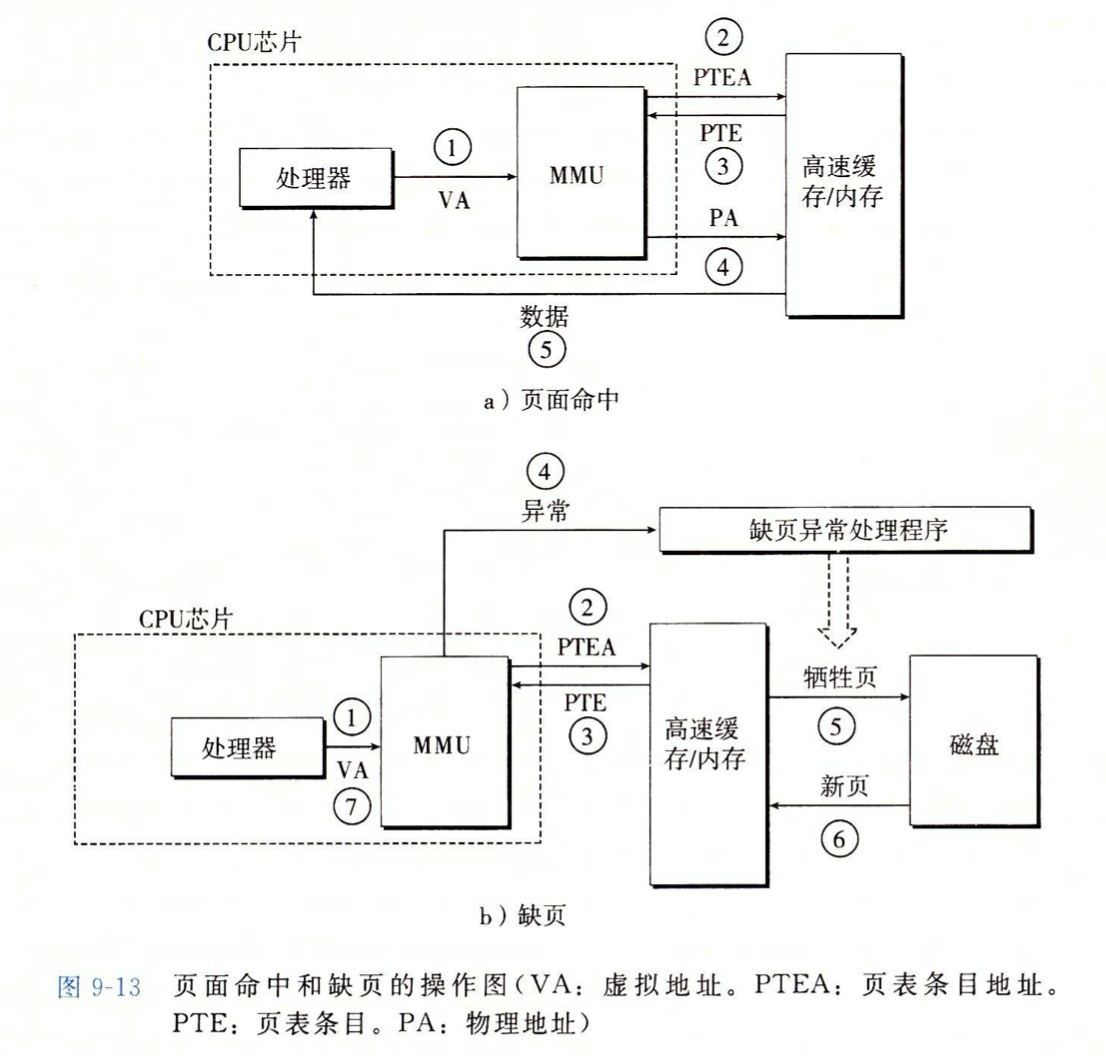 CPU芯片
②
PTEA
①
PTE
处理器
MMU
③
高速缓
存/内存
VA
PA
④
数据
⑤
a）页面命中
④
异常
缺页异常处理程序
CPU芯片
②
PTEA
牺牲页
①
PTE
⑤
处理器
MMU
③
高速缓
存/内存
磁盘
VA
新页
⑦
⑥
b）缺页
图 9-13 页面命中和缺页的操作图（VA：虚拟地址。PTEA：页表条目地址。
PTE：页表条目。PA：物理地址）